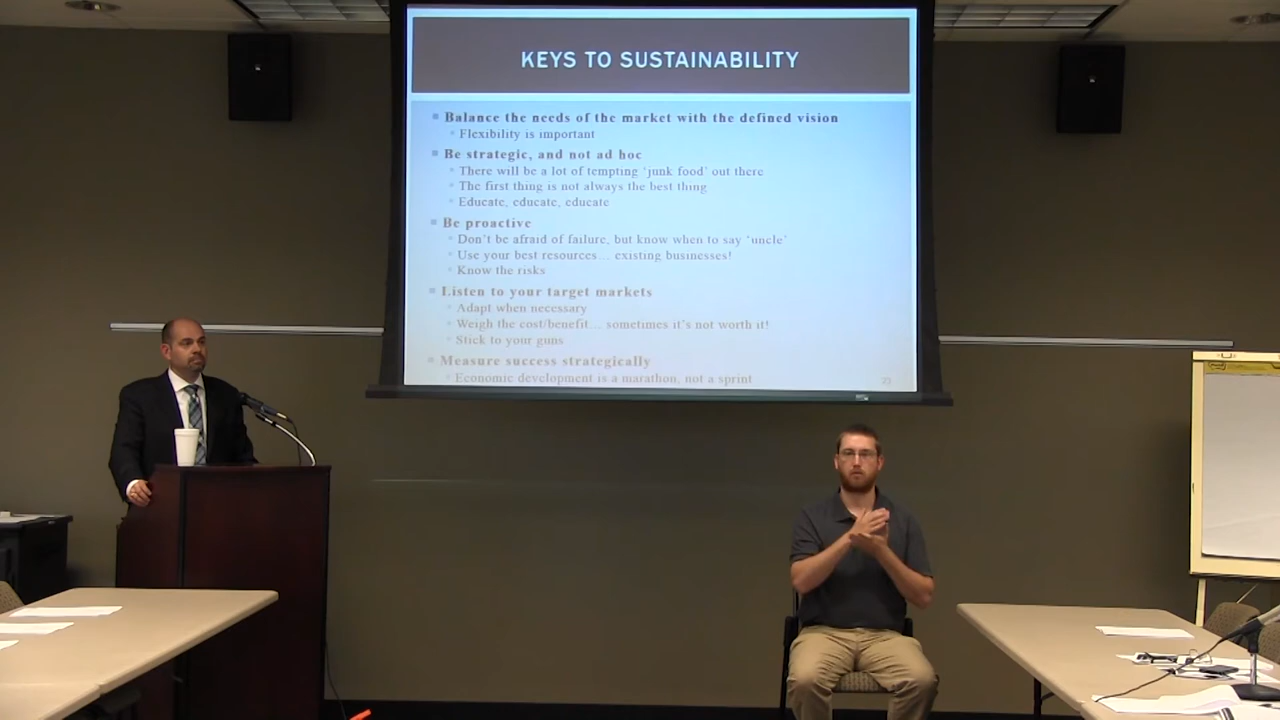 KEYS TO SUSTAINABILITY
Balance the needs of the market with the defined vision
Flexibility is important
Be strategic, and not ad hoc
There will be a lot of tempting ‘junk food’ out there
The first thing is not always the best thing
Educate, educate, educate
Be proactive
Don’t be afraid of failure, but know when to say ‘uncle’
Use your best resources… existing businesses!
Know the risks
Listen to your target markets
Adapt when necessary
Weigh the cost/benefit… sometimes it’s not worth it!
Stick to your guns
Measure success strategically
Economic development is a marathon, not a sprint